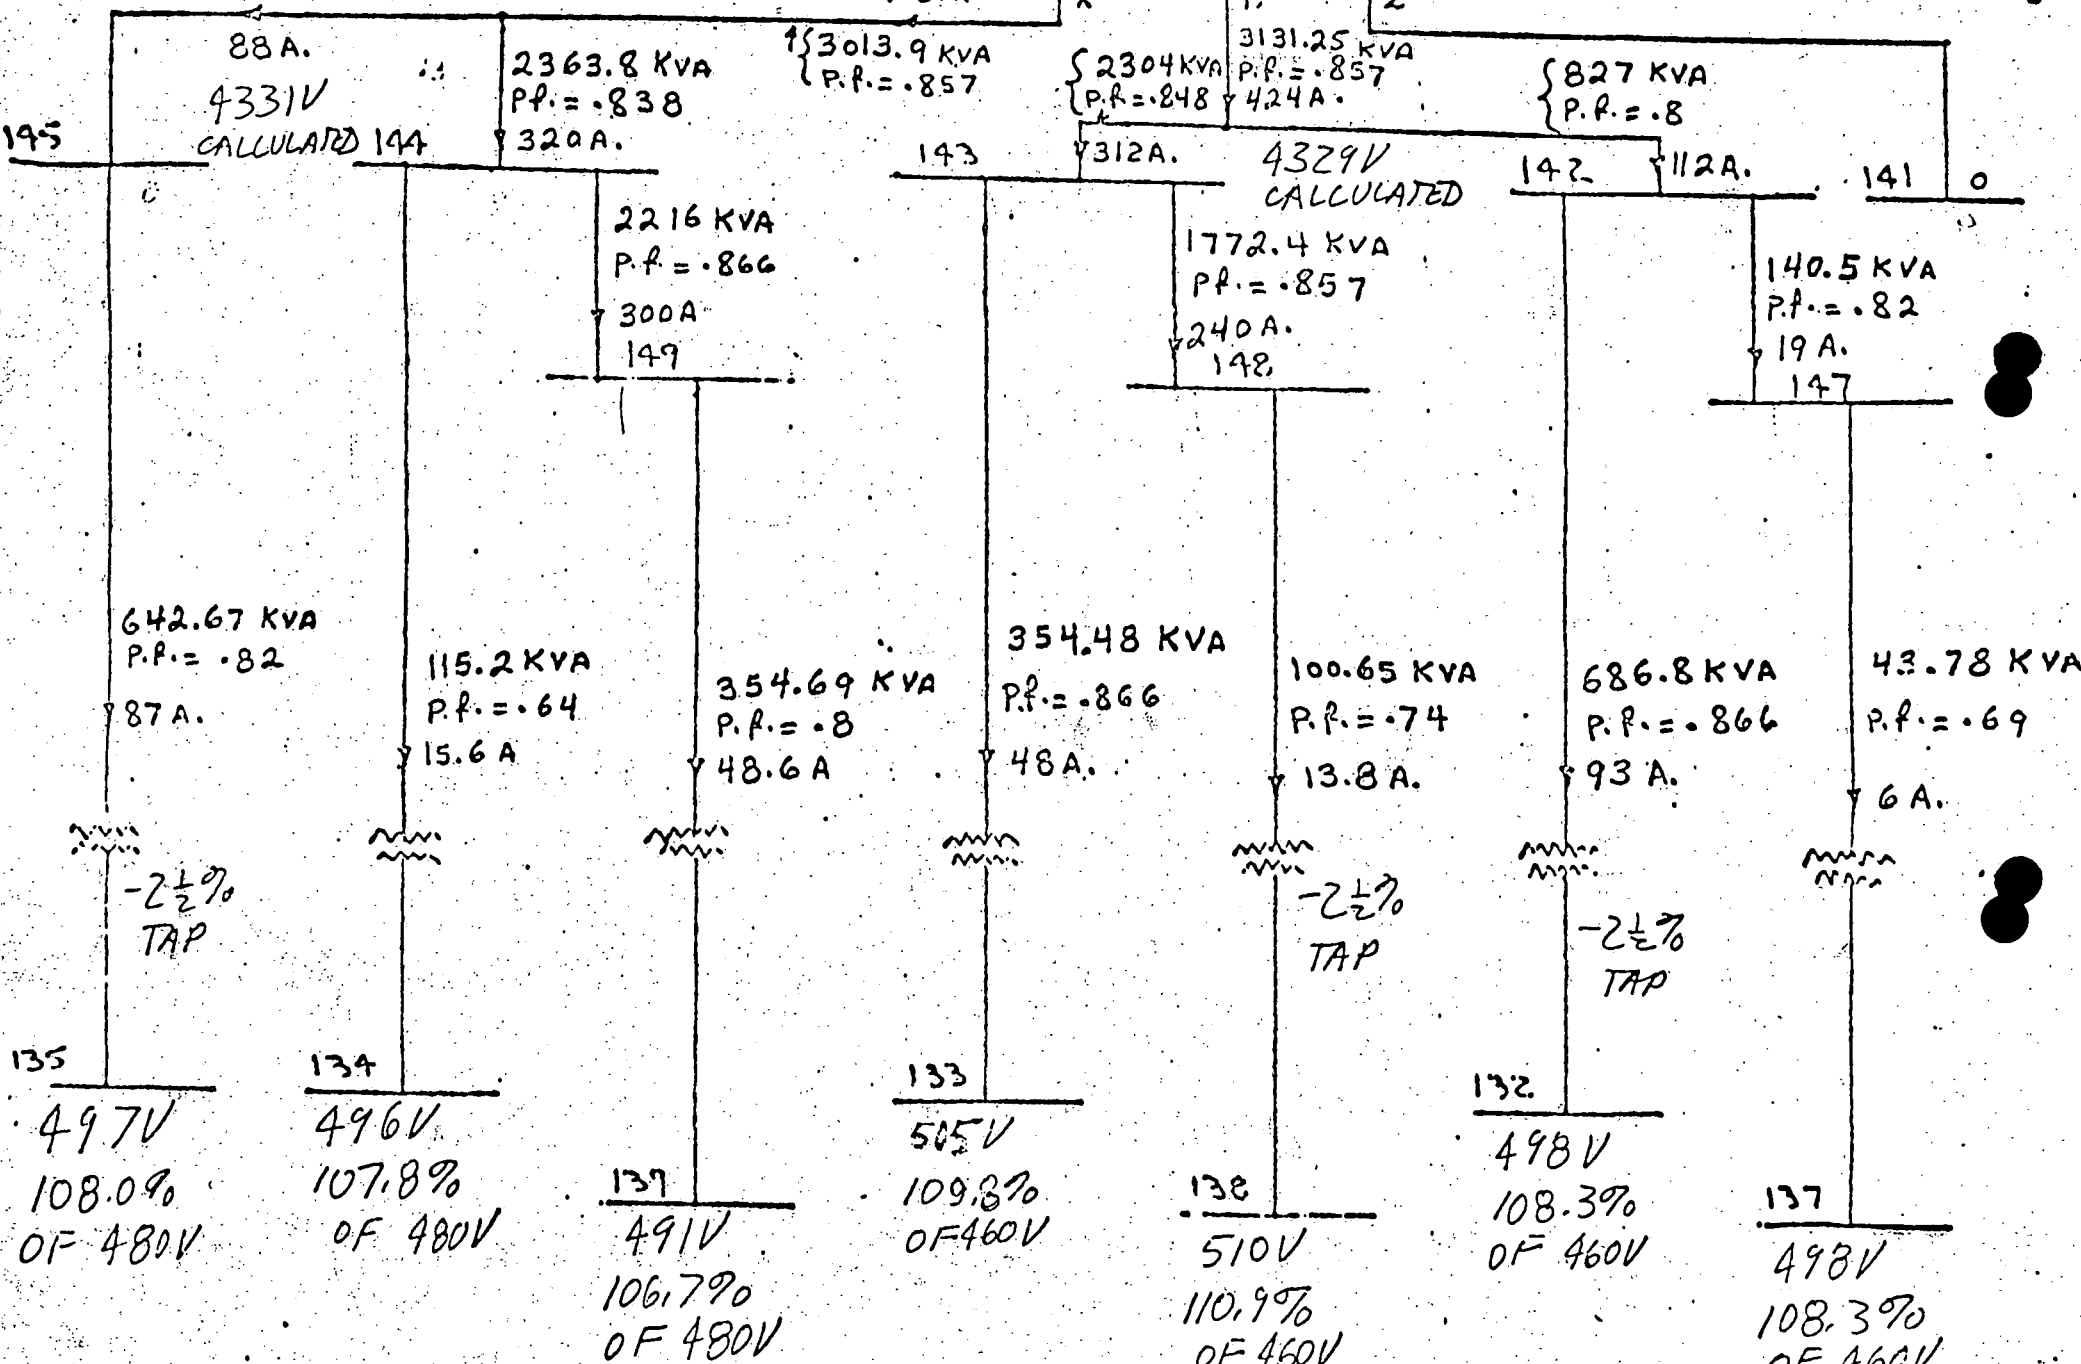 88A.
4331V
CALCULATED
145
144
2363.8 KVA
Pf. = .838
320A.
3013.9 KVA
P.f. = .857
2304 KVA
P.f. = .848
3131.25 KVA
P.f. = .857
424A.
827 KVA
P.f. = .8
143
312A.
4329V
CALCULATED
142
112A.
141
0
2216 KVA
P.f. = .866
300A
149
1772.4 KVA
Pf. = .857
240A.
148
140.5 KVA
P.f. = .82
19 A.
147
642.67 KVA
P.f. = .82
87A.
115.2 KVA
P.f. = .64
15.6 A
354.69 KVA
P.f. = .8
48.6 A
354.48 KVA
P.f. = .866
48A.
100.65 KVA
P.f. = .74
13.8 A.
686.8 KVA
P.f. = .866
93 A.
43.78 KVA
P.f. = .69
6 A.
-2½%
TAP
-2½%
TAP
-2½%
TAP
135
497V
108.0%
OF 480V
134
496V
107.8%
OF 480V
139
491V
106.7%
OF 480V
133
505V
109.8%
OF 460V
138
510V
110.9%
OF 460V
132
498V
108.3%
OF 460V
137
498V
108.3%
OF 460V